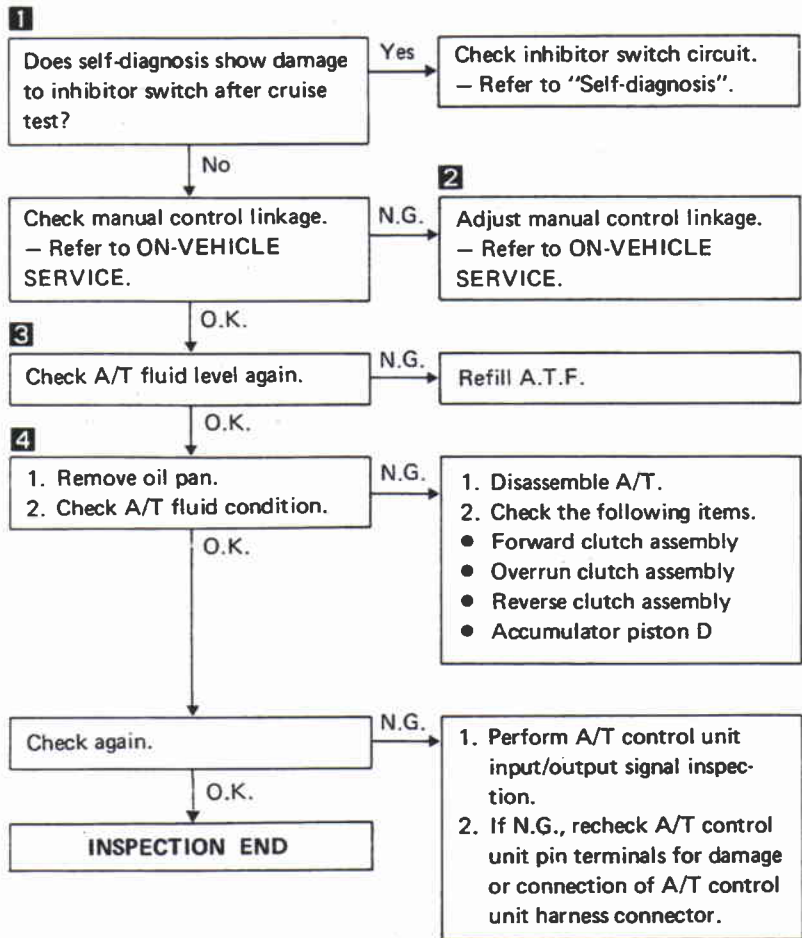 1
Does self-diagnosis show damage
to inhibitor switch after cruise
test?
Yes
Check inhibitor switch circuit.
— Refer to "Self-diagnosis".
No
Check manual control linkage.
— Refer to ON-VEHICLE
SERVICE.
N.G.
2
Adjust manual control linkage.
— Refer to ON-VEHICLE
SERVICE.
O.K.
3
Check A/T fluid level again.
N.G.
Refill A.T.F.
O.K.
4
1. Remove oil pan.
2. Check A/T fluid condition.
N.G.
1. Disassemble A/T.
2. Check the following items.
● Forward clutch assembly
● Overrun clutch assembly
● Reverse clutch assembly
● Accumulator piston D
O.K.
Check again.
N.G.
1. Perform A/T control unit
input/output signal inspec-
tion.
2. If N.G., recheck A/T control
unit pin terminals for damage
or connection of A/T control
unit harness connector.
O.K.
INSPECTION END